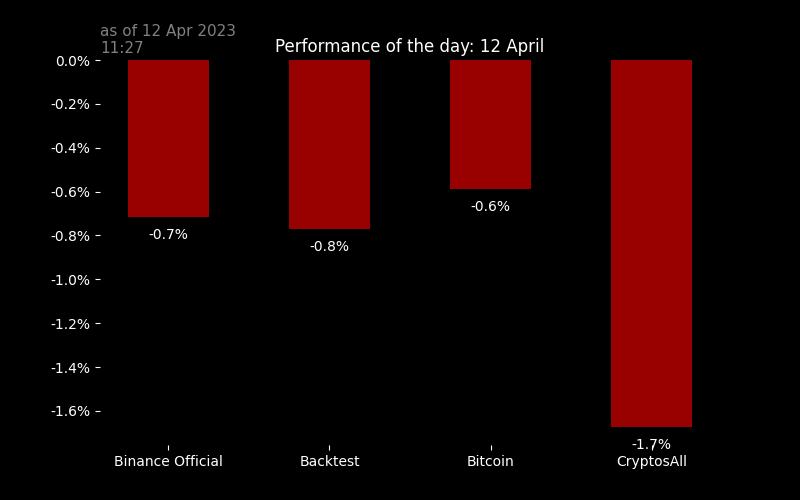 as of 12 Apr 2023
11:27
Performance of the day: 12 April
0.0%
-0.2%
-0.4%
-0.6%
-0.8%
-1.0%
-1.2%
-1.4%
-1.6%
-0.7%
-0.8%
-0.6%
-1.7%
Binance Official
Backtest
Bitcoin
CryptosAll